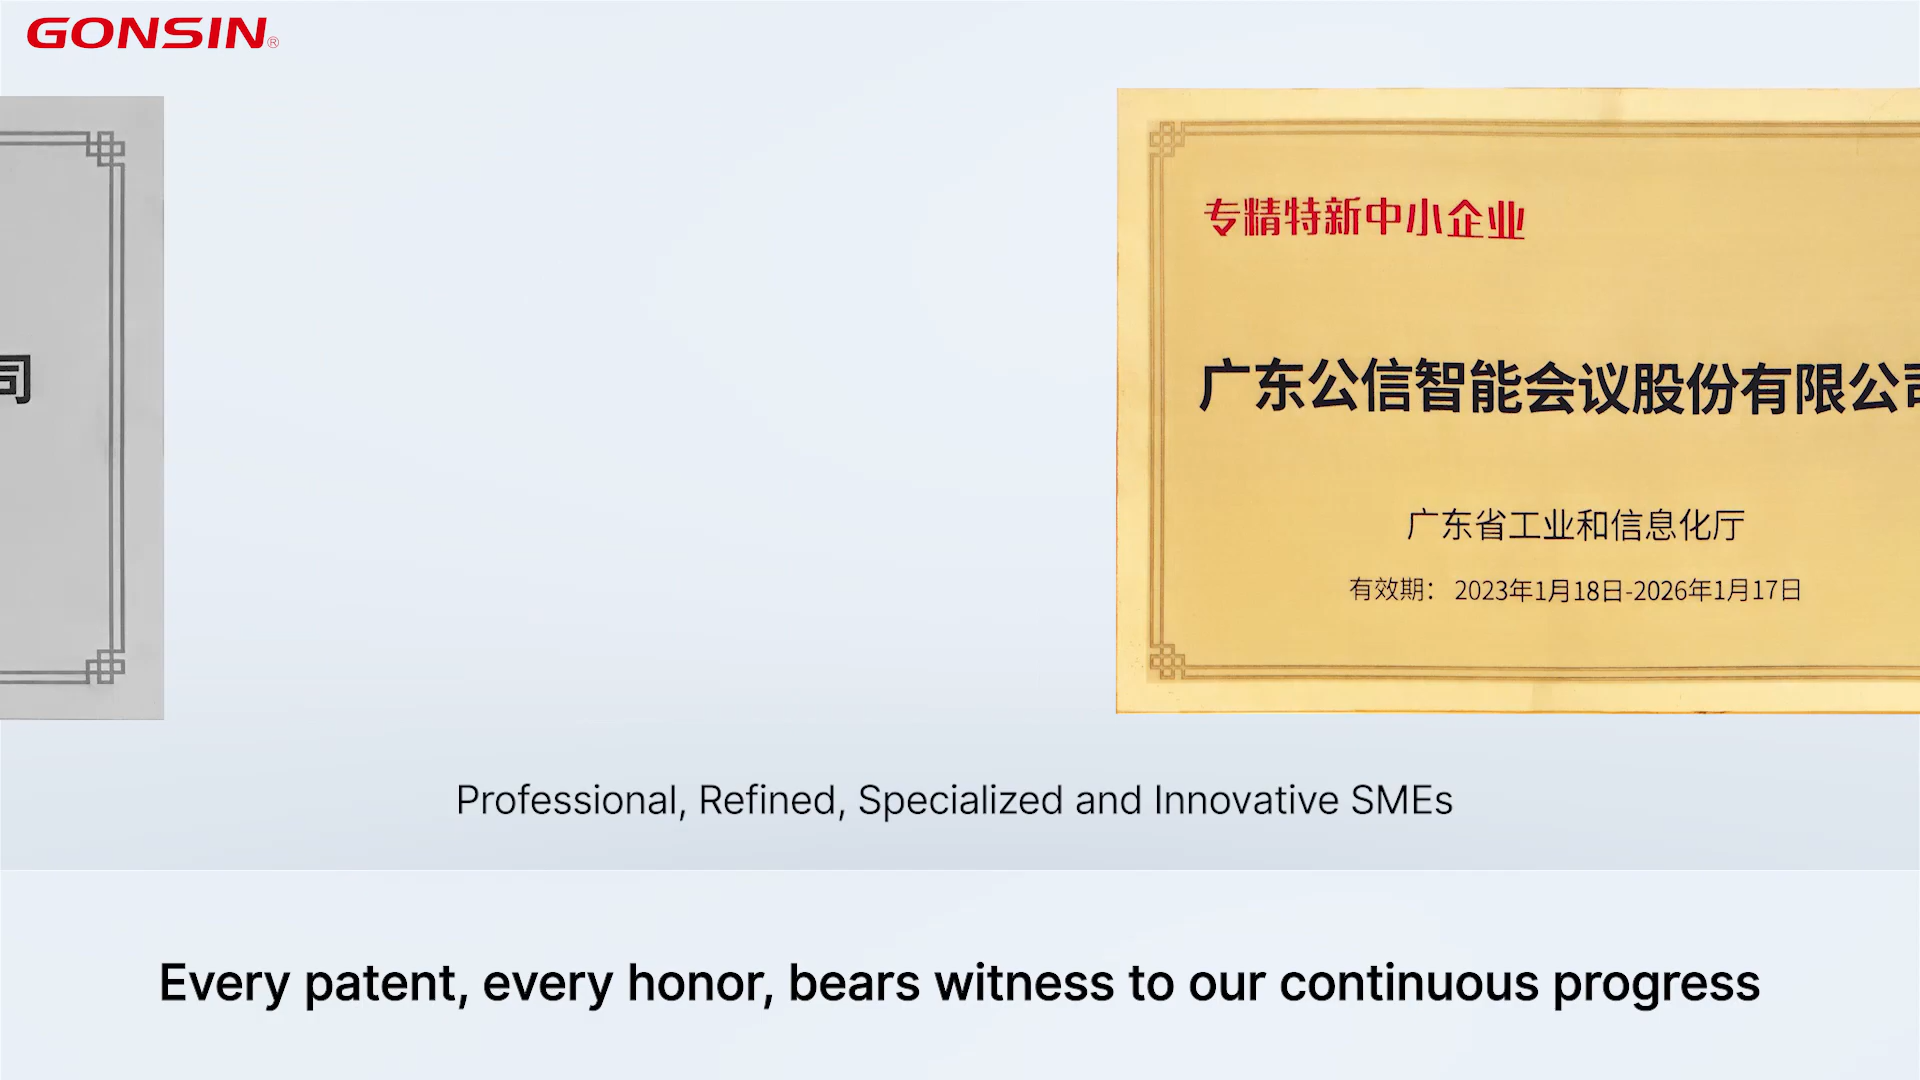 GONSIN®
司
专精特新中小企业
广东公信智能会议股份有限公司
广东省工业和信息化厅
有效期： 2023年1月18日-2026年1月17日
Professional, Refined, Specialized and Innovative SMEs
Every patent, every honor, bears witness to our continuous progress